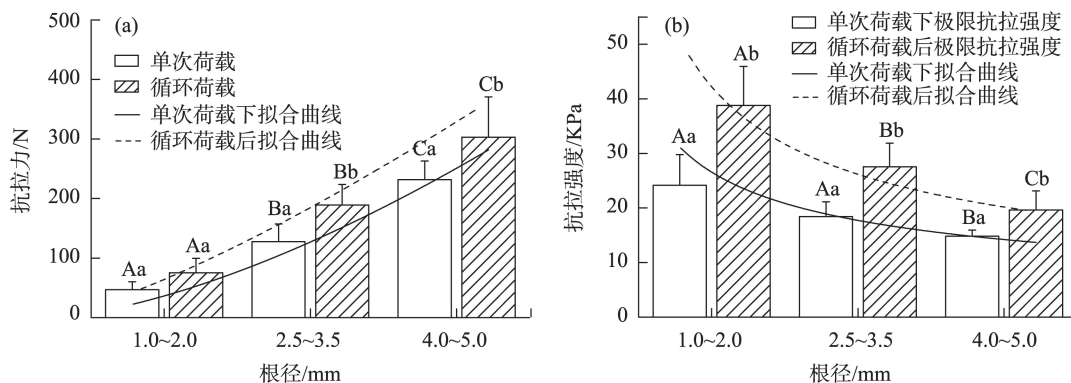 (a)
单次荷载
循环荷载
单次荷载下拟合曲线
循环荷载后拟合曲线
500
400
300
200
100
0
抗拉力/N
Aa
Aa
Ba
Bb
Ca
Cb
1.0~2.0
2.5~3.5
4.0~5.0
根径/mm
(b)
单次荷载下极限抗拉强度
循环荷载后极限抗拉强度
单次荷载下拟合曲线
循环荷载后拟合曲线
50
40
30
20
10
0
抗拉强度/KPa
Aa
Ab
Aa
Bb
Ba
Cb
1.0~2.0
2.5~3.5
4.0~5.0
根径/mm